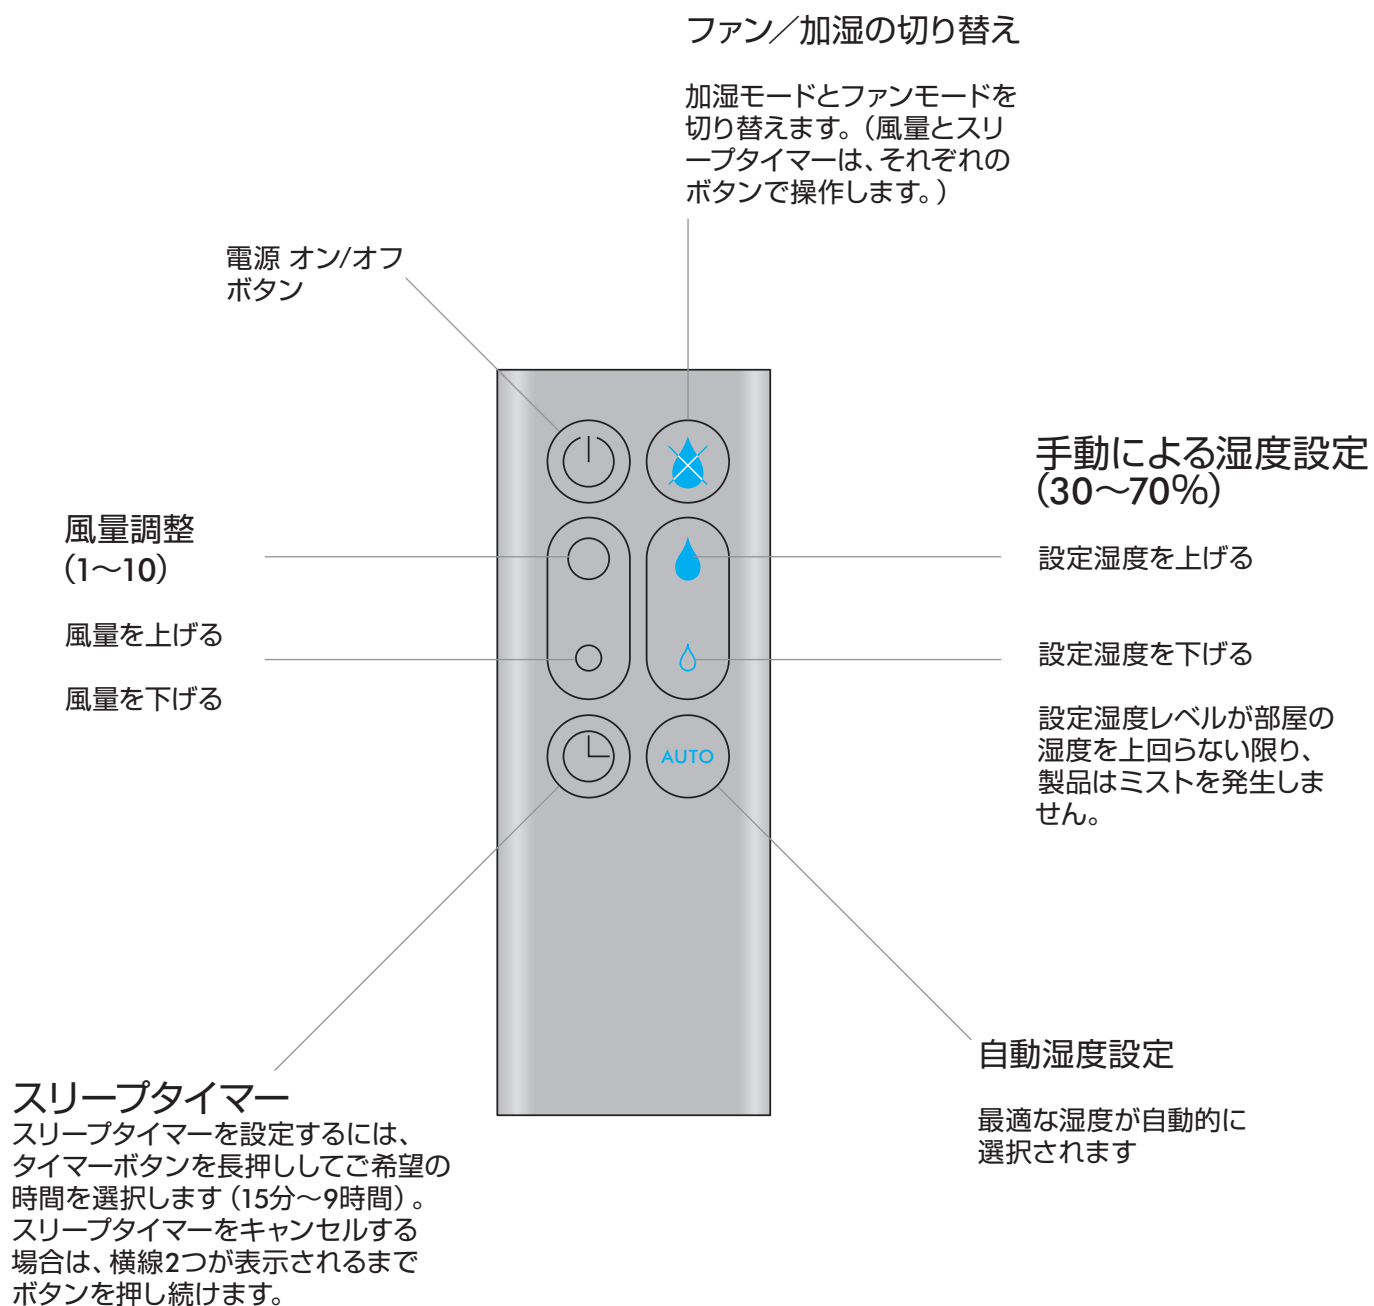 ファン／加湿の切り替え
加湿モードとファンモードを
切り替えます。（風量とスリ
ープタイマーは、それぞれの
ボタンで操作します。）
電源 オン/オフ
ボタン
手動による湿度設定
（30～70%）
設定湿度を上げる
設定湿度を下げる
設定湿度レベルが部屋の
湿度を上回らない限り、
製品はミストを発生しま
せん。
風量調整
（1～10）
風量を上げる
風量を下げる
AUTO
自動湿度設定
最適な湿度が自動的に
選択されます
スリープタイマー
スリープタイマーを設定するには、
タイマーボタンを長押ししてご希望の
時間を選択します（15分～9時間）。
スリープタイマーをキャンセルする
場合は、横線2つが表示されるまで
ボタンを押し続けます。